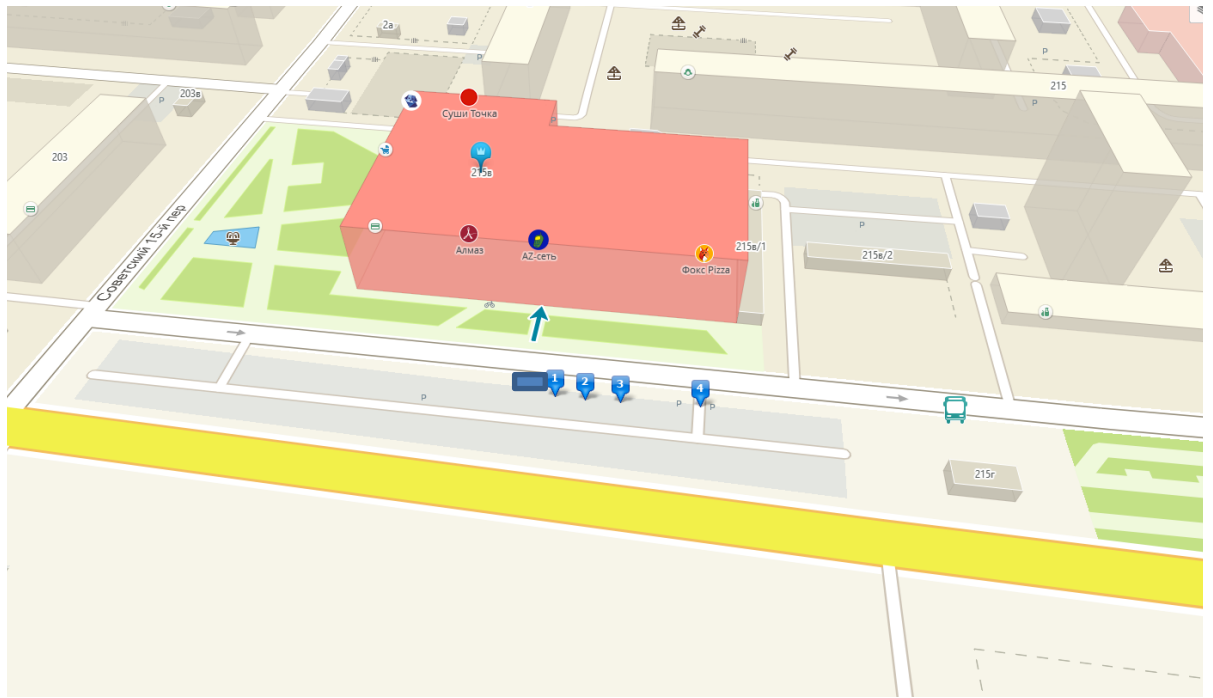 2а
P
203в
P
203
Суши Точка
P
215в
Советский 15-й пер
Алмаз
AZ-сеть
Фокс Pizza
215в/1
215в/2
P
P
215
P
1
2
3
4
P
P
P
215г